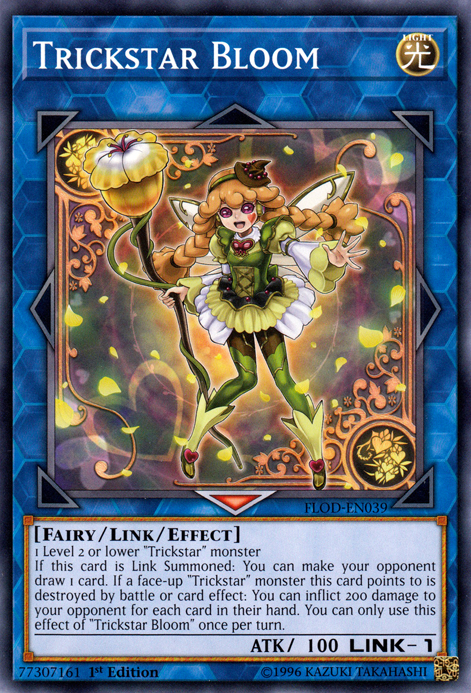 TRICKSTAR BLOOM
LIGHT
光
FLOD-EN039
[FAIRY/LINK/EFFECT]
1 Level 2 or lower "Trickstar" monster
If this card is Link Summoned: You can make your opponent
draw 1 card. If a face-up "Trickstar" monster this card points to is
destroyed by battle or card effect: You can inflict 200 damage to
your opponent for each card in their hand. You can only use this
effect of "Trickstar Bloom" once per turn.
ATK/ 100 LINK-1
77307161 1st Edition ©1996 KAZUKI TAKAHASHI